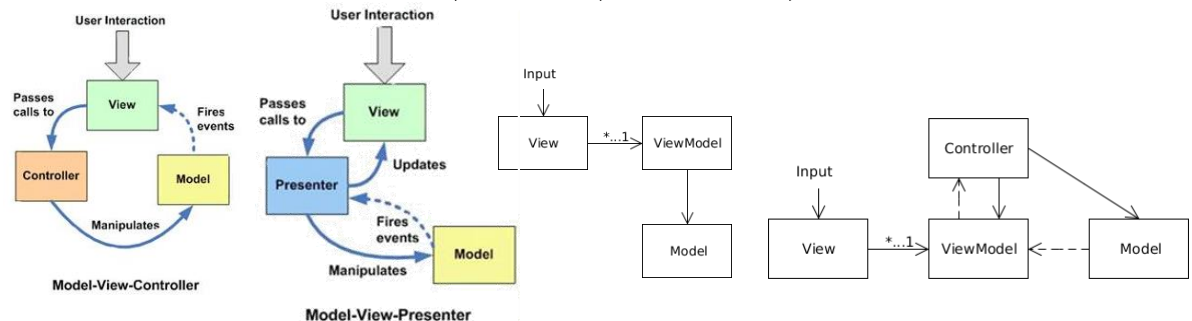 User Interaction
View
Passes
calls to
Fires
events
Controller
Model
Manipulates
Model-View-Controller
User Interaction
View
Passes
calls to
Updates
Presenter
Fires
events
Model
Manipulates
Model-View-Presenter
Input
View
*...1
ViewModel
Model
Controller
Input
View
*...1
ViewModel
Model